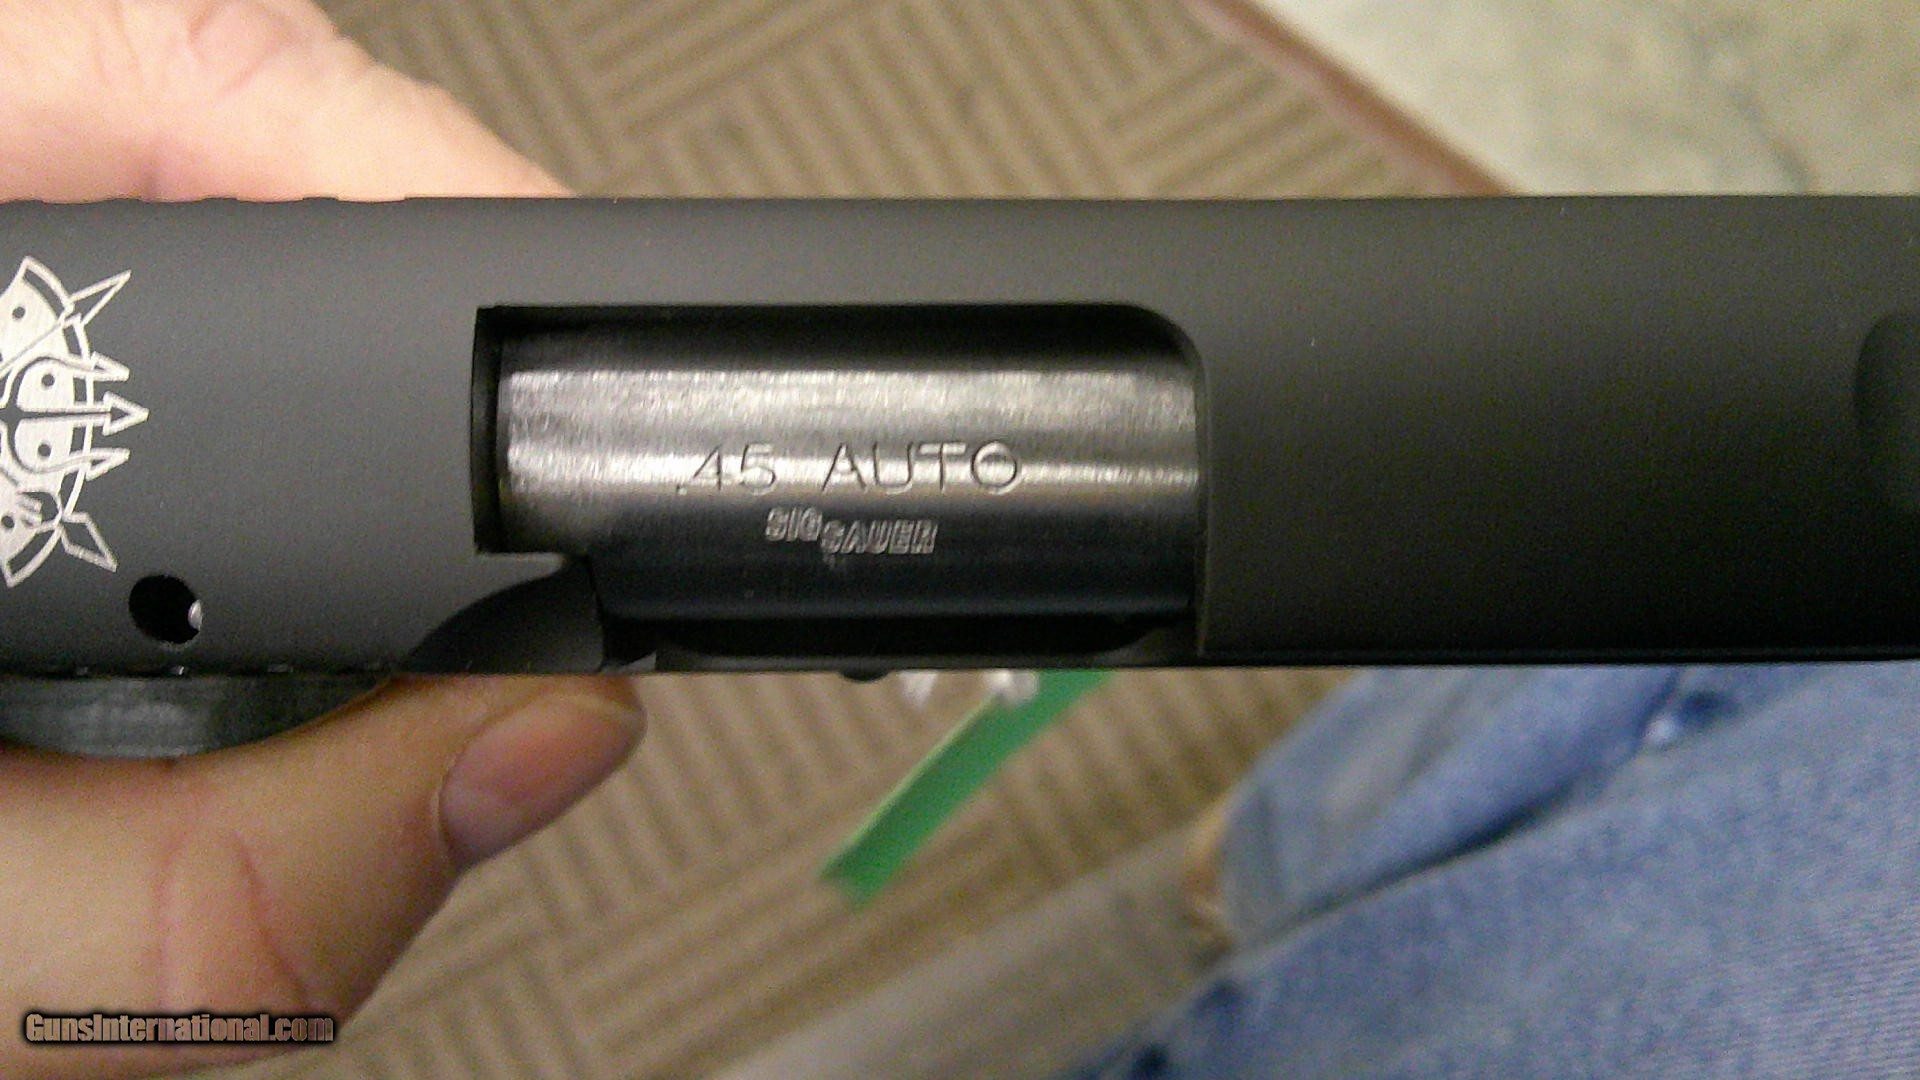 .45 AUTO
SIG SAUER
GunsInternational.com